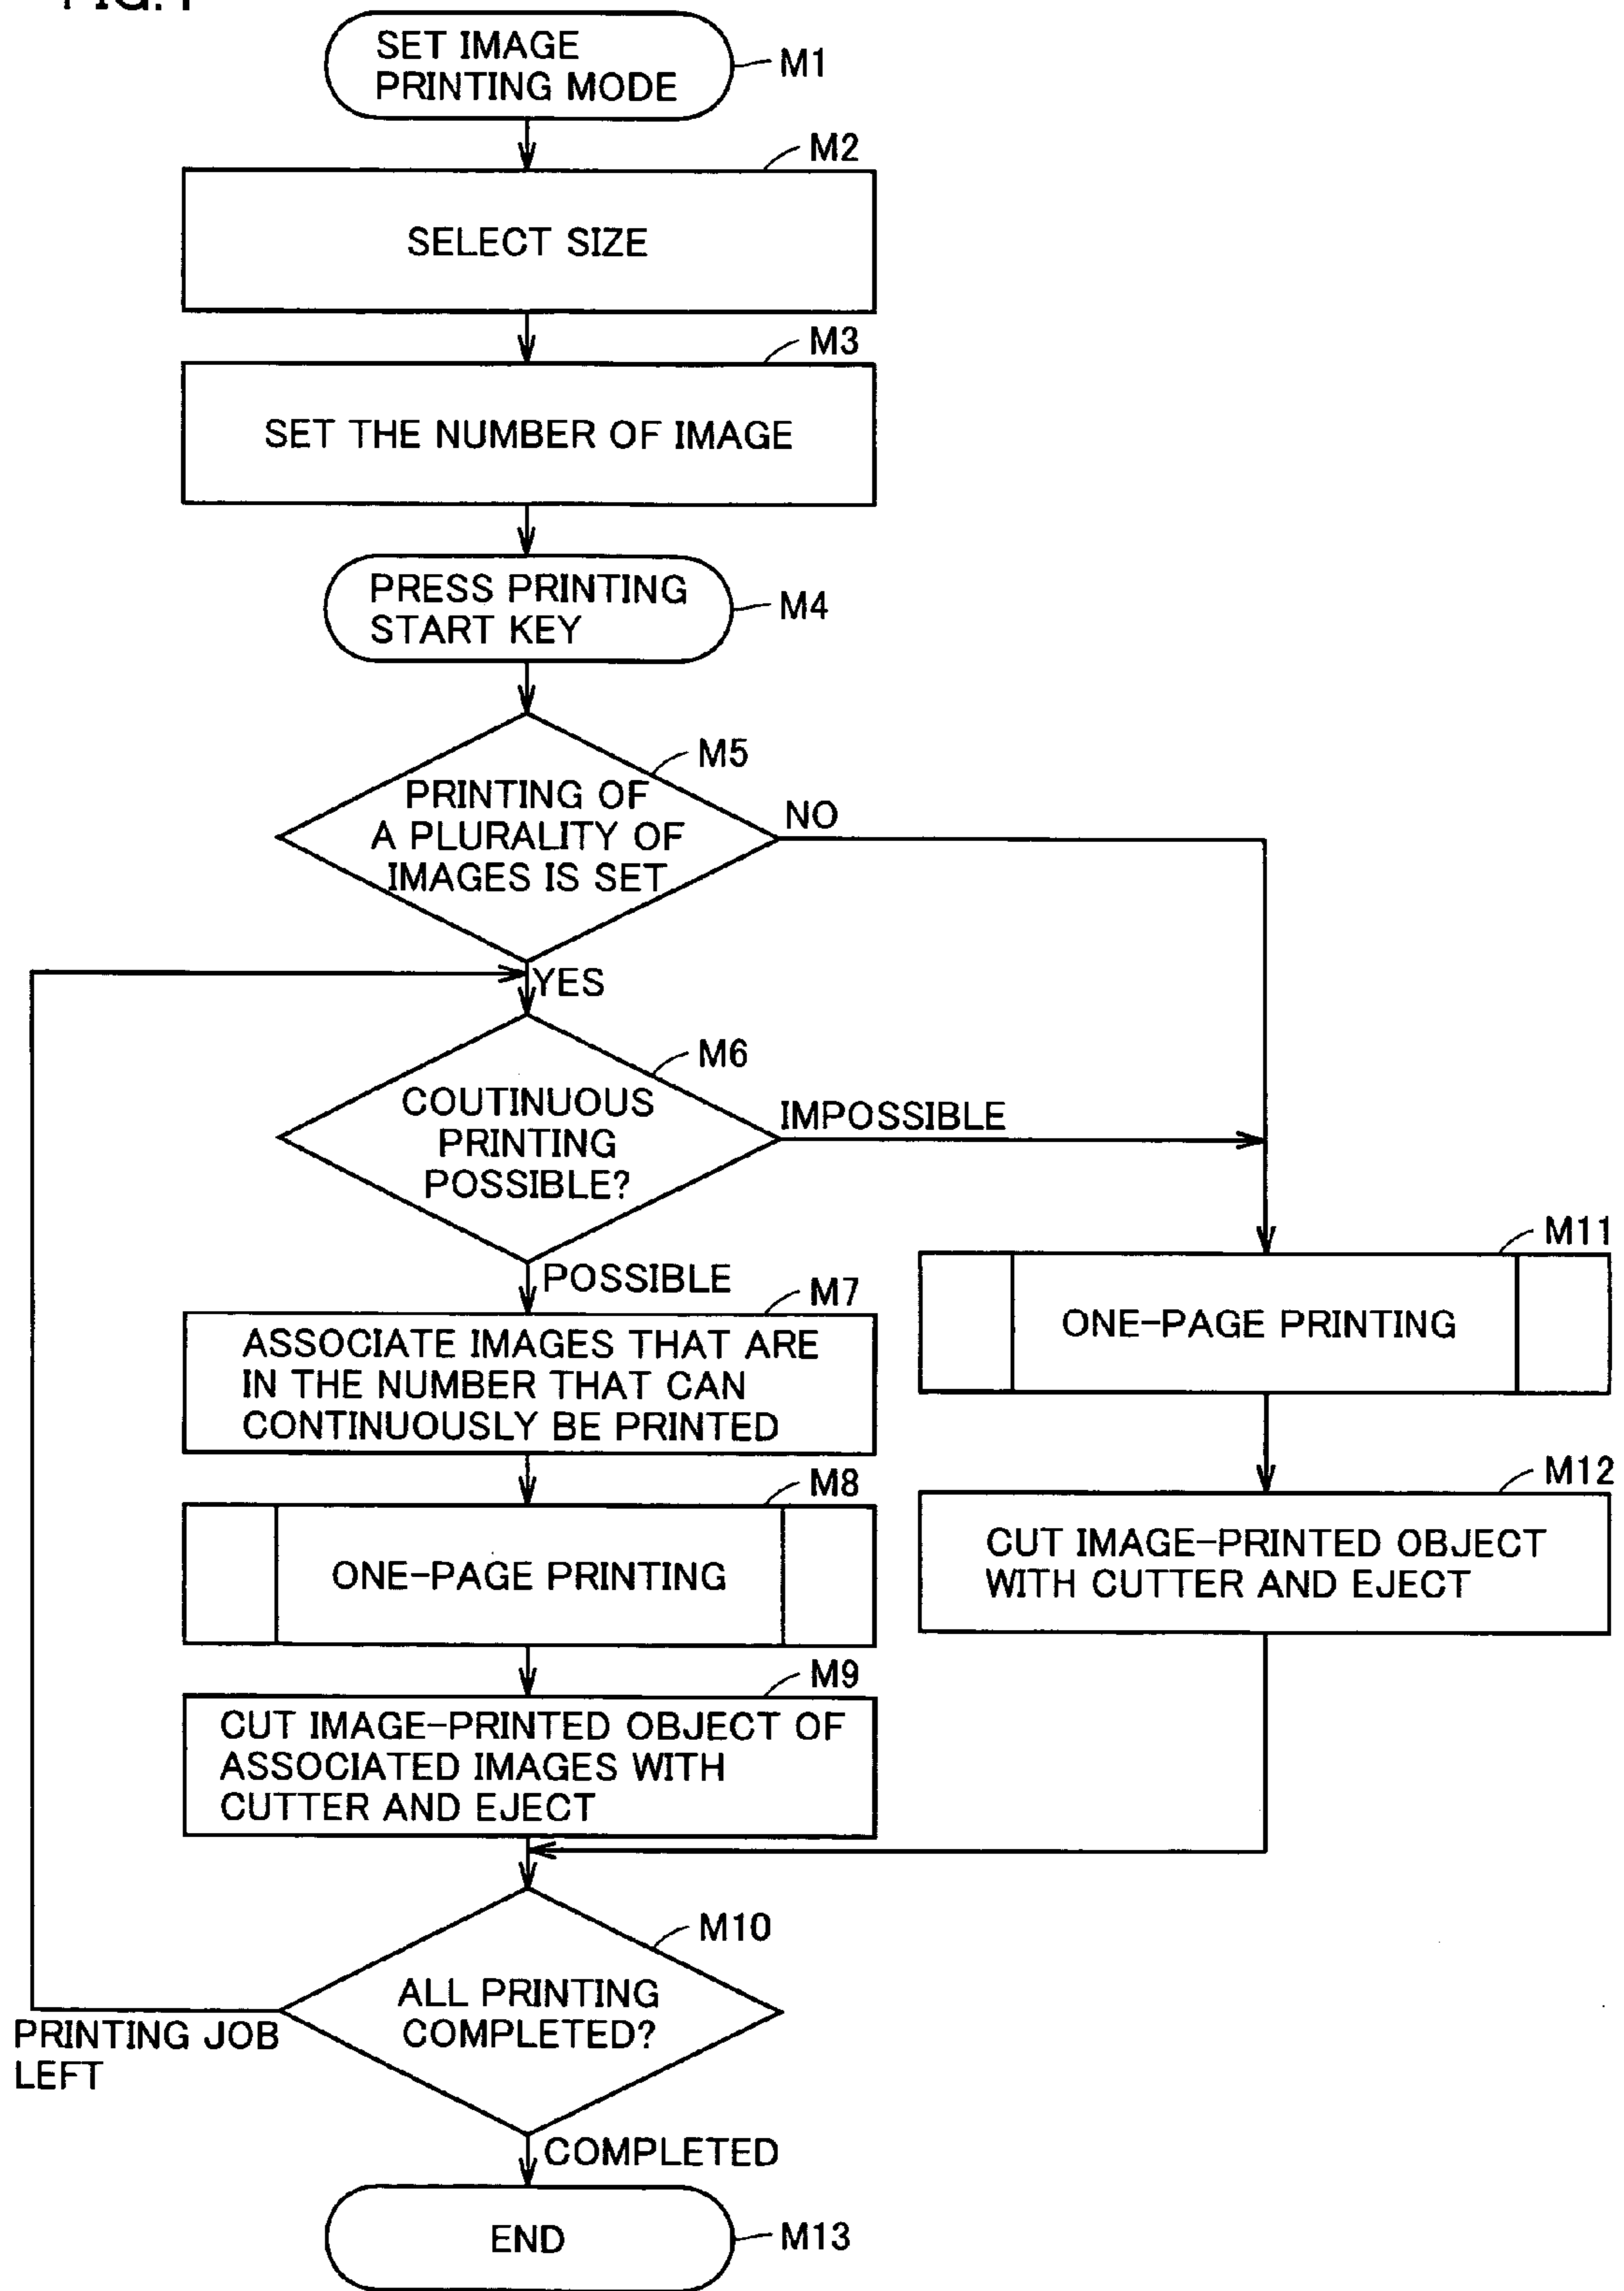 SET IMAGE
PRINTING MODE
M1
M2
SELECT SIZE
M3
SET THE NUMBER OF IMAGE
PRESS PRINTING
START KEY
M4
M5
PRINTING OF
A PLURALITY OF
IMAGES IS SET
NO
YES
M6
COUTINUOUS
PRINTING
POSSIBLE?
IMPOSSIBLE
POSSIBLE
M7
ASSOCIATE IMAGES THAT ARE
IN THE NUMBER THAT CAN
CONTINUOUSLY BE PRINTED
M11
ONE-PAGE PRINTING
M8
ONE-PAGE PRINTING
M12
CUT IMAGE-PRINTED OBJECT
WITH CUTTER AND EJECT
M9
CUT IMAGE-PRINTED OBJECT OF
ASSOCIATED IMAGES WITH
CUTTER AND EJECT
M10
ALL PRINTING
COMPLETED?
PRINTING JOB
LEFT
COMPLETED
END
M13